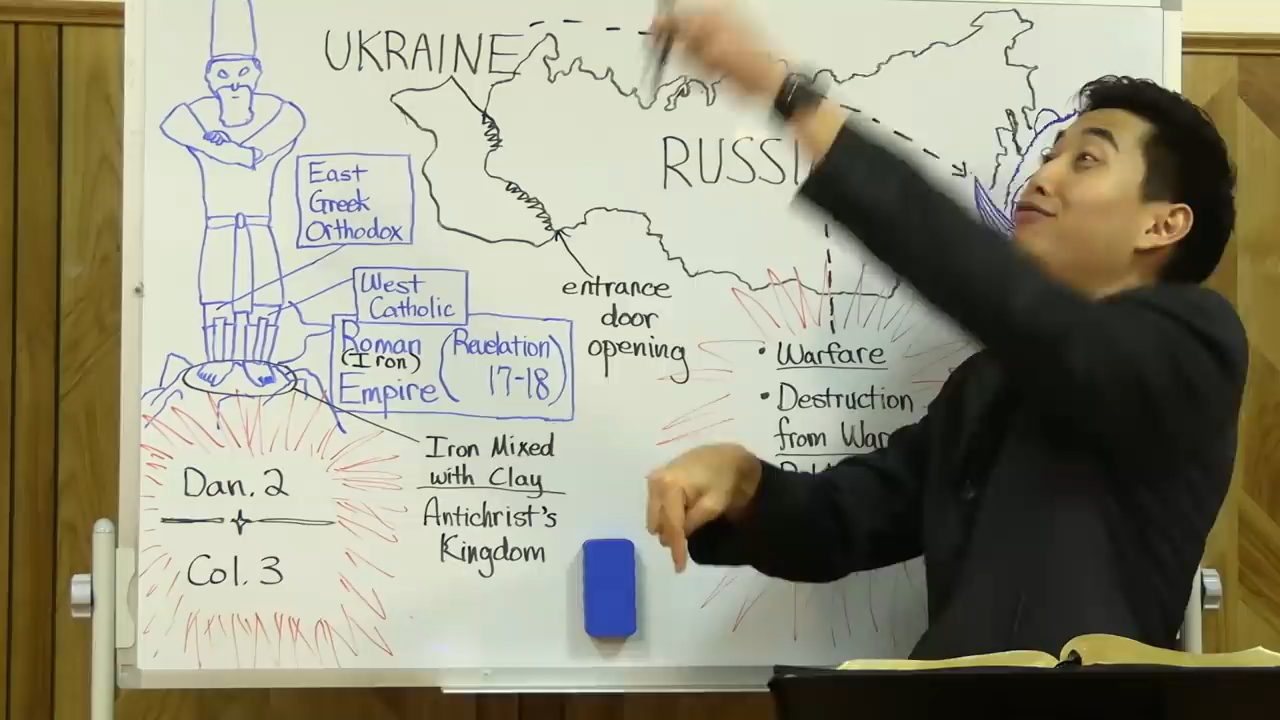 UKRAINE
RUSSI
East
Greek
Orthodox
West
Catholic
Roman
(Iron)
Empire
(Revelation
17-18)
entrance
door
opening
• Warfare
• Destruction
from War
Iron Mixed
with Clay
Antichrist's
Kingdom
Dan. 2
Col. 3